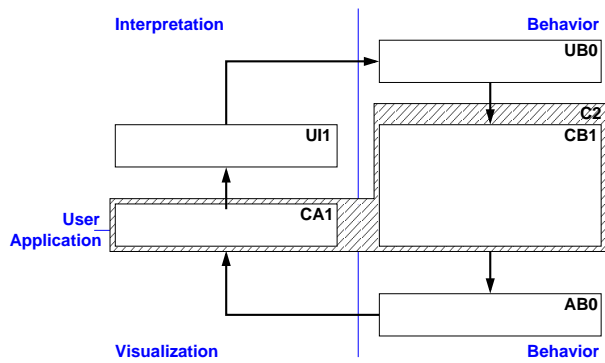 Interpretation
Behavior
UB0
C2
UI1
CB1
CA1
User
Application
AB0
Visualization
Behavior